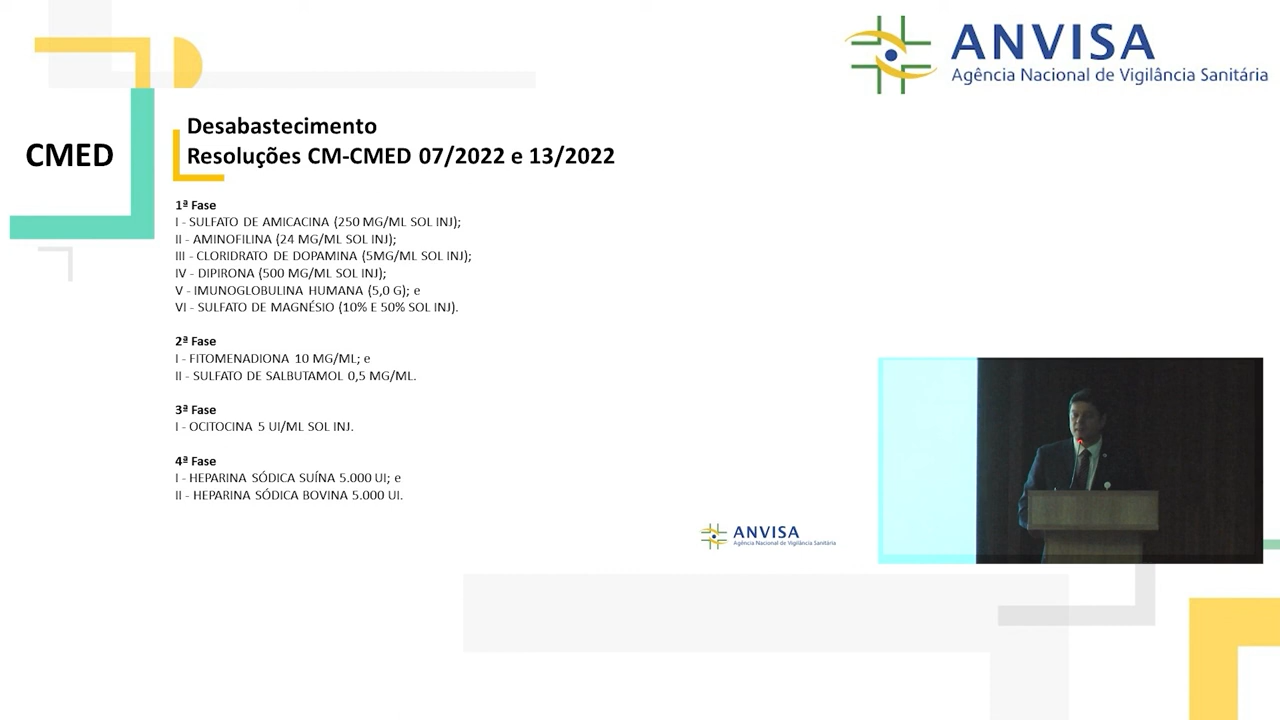 ANVISA
Agência Nacional de Vigilância Sanitária
CMED
Desabastecimento
Resoluções CM-CMED 07/2022 e 13/2022
1ª Fase
I - SULFATO DE AMICACINA (250 MG/ML SOL INJ);
II - AMINOFILINA (24 MG/ML SOL INJ);
III - CLORIDRATO DE DOPAMINA (5MG/ML SOL INJ);
IV - DIPIRONA (500 MG/ML SOL INJ);
V - IMUNOGLOBULINA HUMANA (5,0 G); e
VI - SULFATO DE MAGNÉSIO (10% E 50% SOL INJ).
2ª Fase
I - FITOMENADIONA 10 MG/ML; e
II - SULFATO DE SALBUTAMOL 0,5 MG/ML.
3ª Fase
I - OCITOCINA 5 UI/ML SOL INJ.
4ª Fase
I - HEPARINA SÓDICA SUÍNA 5.000 UI; e
II - HEPARINA SÓDICA BOVINA 5.000 UI.
ANVISA
Agência Nacional de Vigilância Sanitária